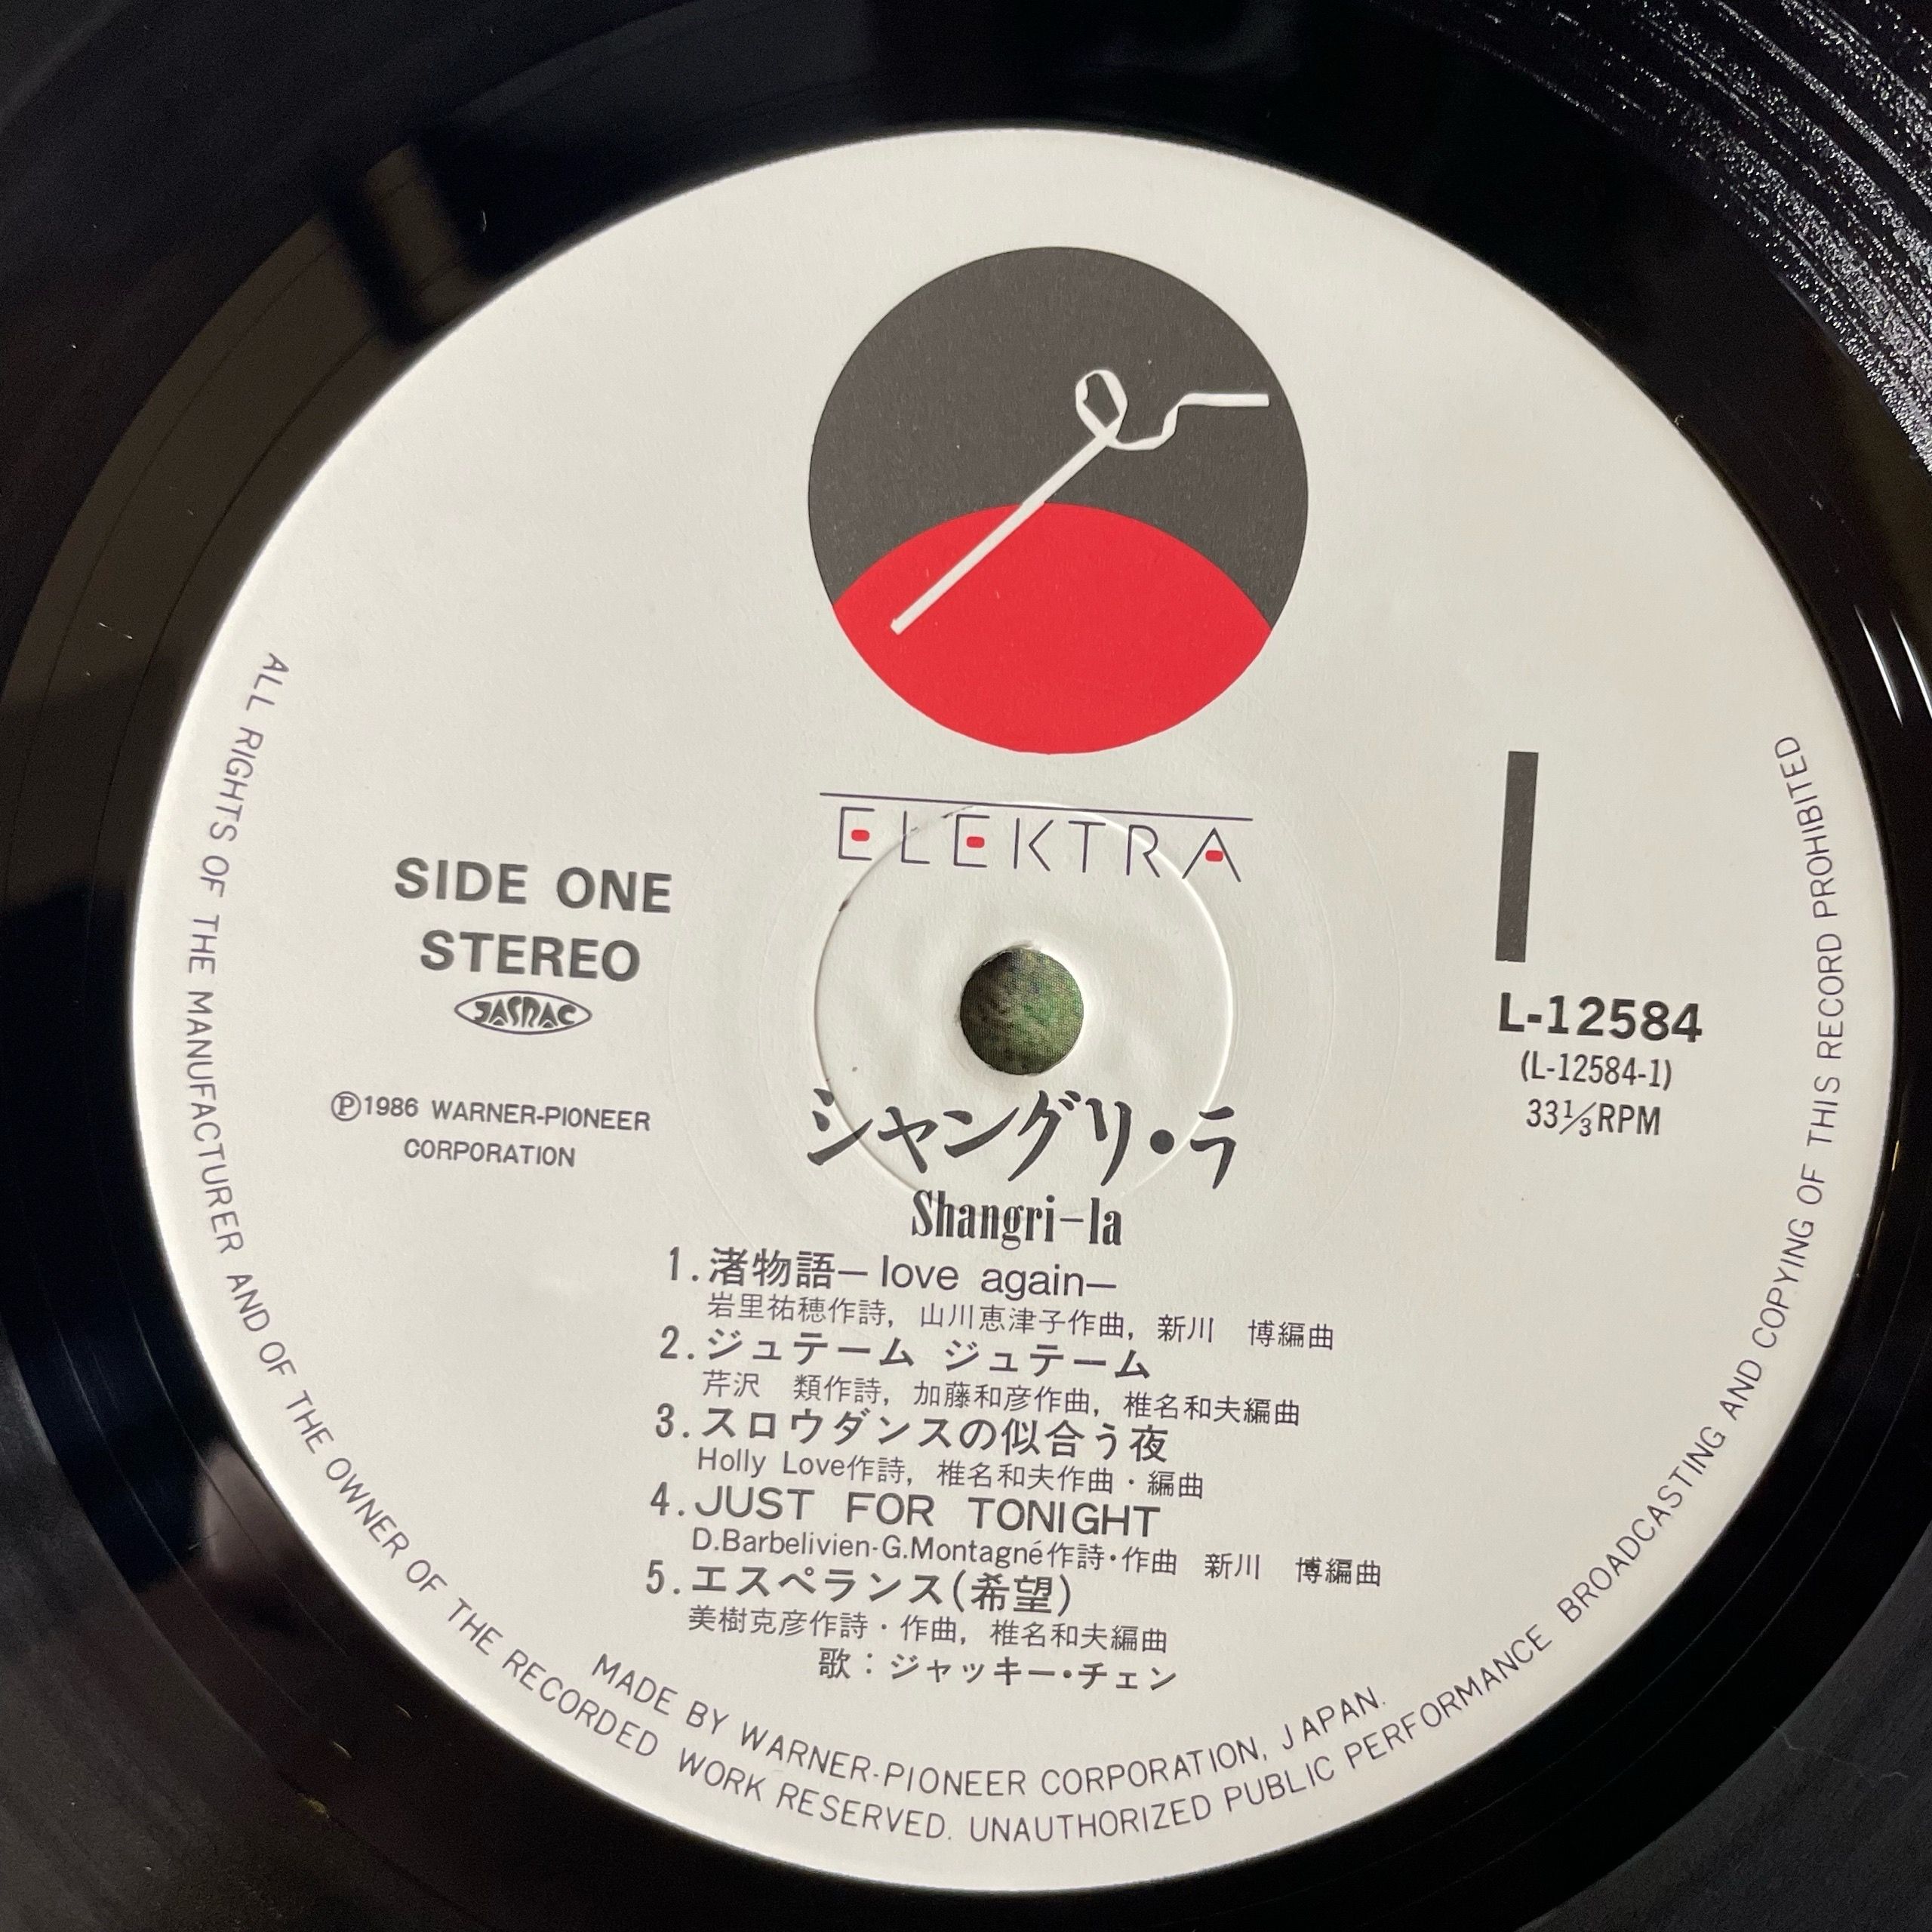 ELEKTRA
SIDE ONE
STEREO
JASRAC
Ⓟ1986 WARNER-PIONEER
CORPORATION
L-12584
(L-12584-1)
33⅓RPM
シャングリ・ラ
Shangri-la
1.渚物語—love again—
岩里祐穂作詩, 山川恵津子作曲, 新川　博編曲
2.ジュテーム ジュテーム
芹沢　類作詩, 加藤和彦作曲, 椎名和夫編曲
3.スロウダンスの似合う夜
Holly Love作詩, 椎名和夫作曲・編曲
4.JUST FOR TONIGHT
D.Barbelivien-G.Montagné作詩・作曲 新川　博編曲
5.エスペランス(希望)
美樹克彦作詩・作曲, 椎名和夫編曲
歌：ジャッキー・チェン
MADE BY WARNER-PIONEER CORPORATION, JAPAN.
ALL RIGHTS OF THE MANUFACTURER AND OF THE OWNER OF THE RECORDED WORK RESERVED. UNAUTHORIZED PUBLIC PERFORMANCE BROADCASTING AND COPYING OF THIS RECORD PROHIBITED